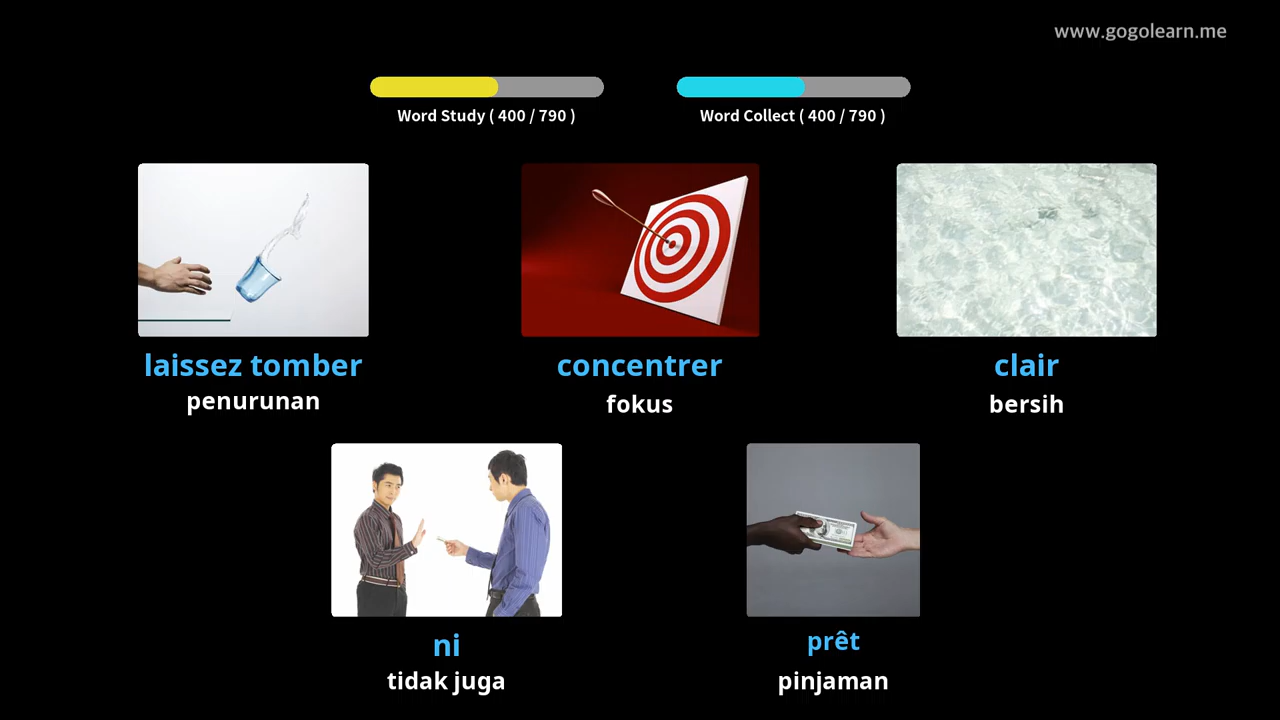 www.gogolearn.me
Word Study ( 400 / 790 )
Word Collect ( 400 / 790 )
laissez tomber
penurunan
concentrer
fokus
clair
bersih
ni
tidak juga
prêt
pinjaman